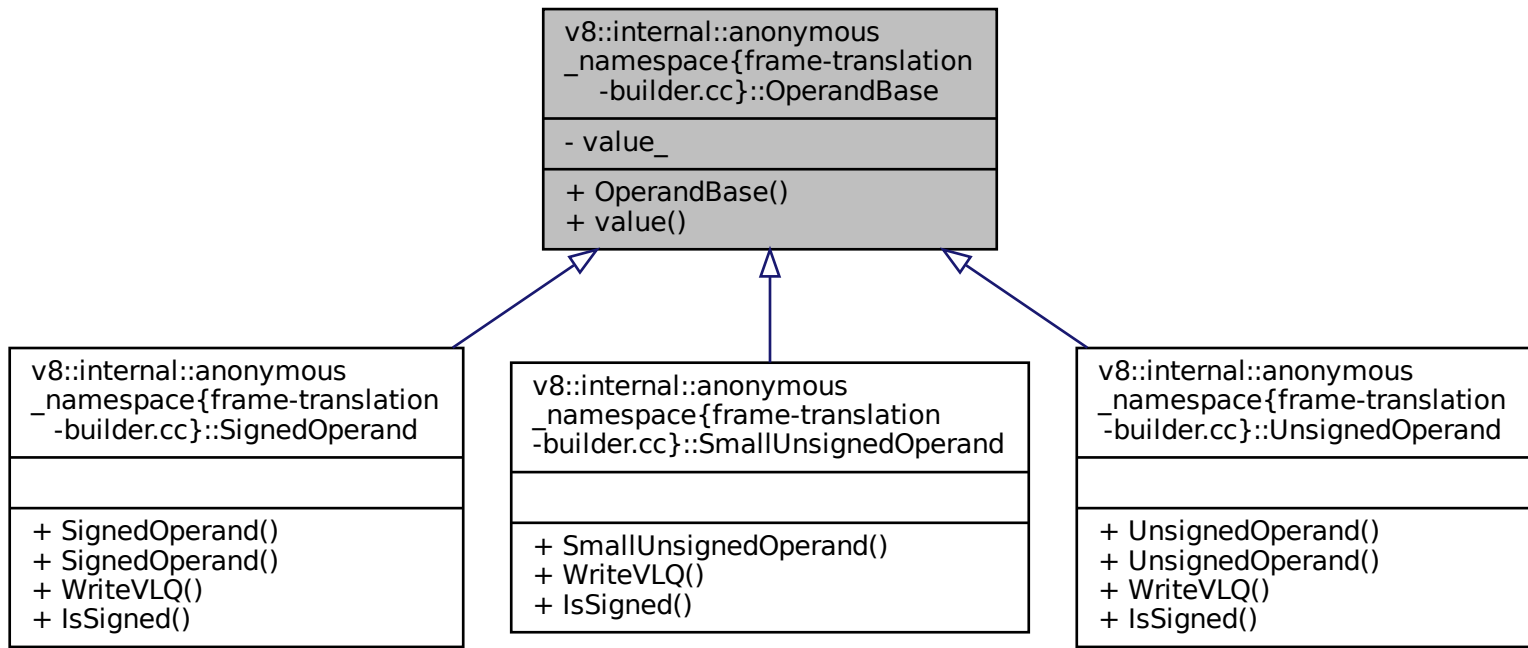 v8::internal::anonymous
_namespace{frame-translation
-builder.cc}::OperandBase
- value_
+ OperandBase()
+ value()
v8::internal::anonymous
_namespace{frame-translation
-builder.cc}::SignedOperand
+ SignedOperand()
+ SignedOperand()
+ WriteVLQ()
+ IsSigned()
v8::internal::anonymous
_namespace{frame-translation
-builder.cc}::SmallUnsignedOperand
+ SmallUnsignedOperand()
+ WriteVLQ()
+ IsSigned()
v8::internal::anonymous
_namespace{frame-translation
-builder.cc}::UnsignedOperand
+ UnsignedOperand()
+ UnsignedOperand()
+ WriteVLQ()
+ IsSigned()